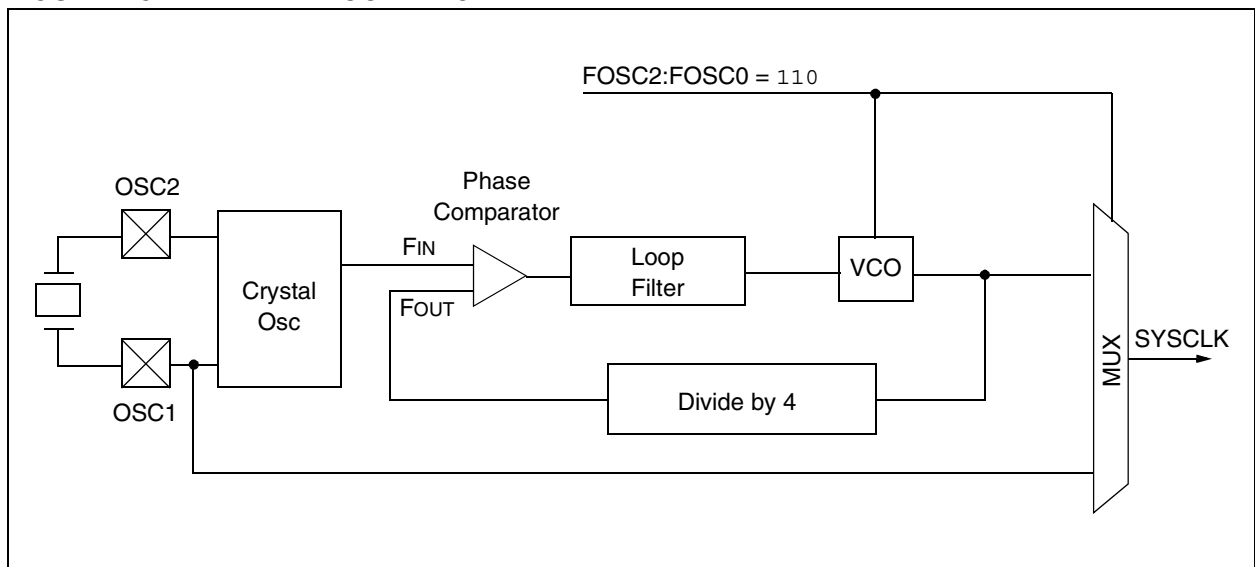 FOSC2:FOSC0 = 110
OSC2
Phase
Comparator
Crystal
Osc
FIN
FOUT
Loop
Filter
VCO
MUX
SYSCLK
Divide by 4
OSC1